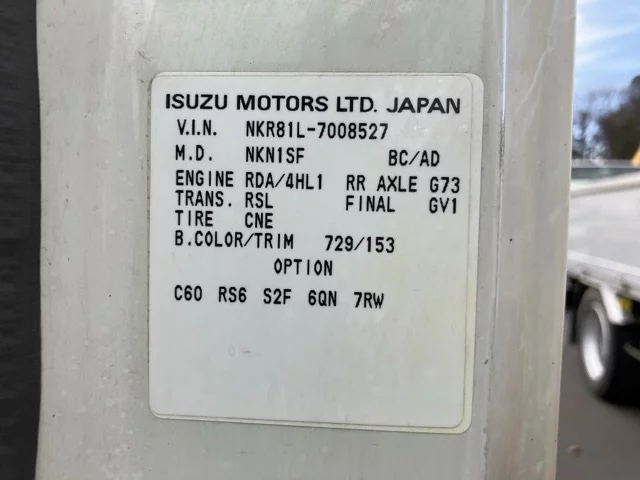 ISUZU MOTORS LTD. JAPAN
V.I.N. NKR81L-7008527
M.D. NKN1SF BC/AD
ENGINE RDA/4HL1 RR AXLE G73
TRANS. RSL FINAL GV1
TIRE CNE
B.COLOR/TRIM 729/153
OPTION
C60 RS6 S2F 6QN 7RW